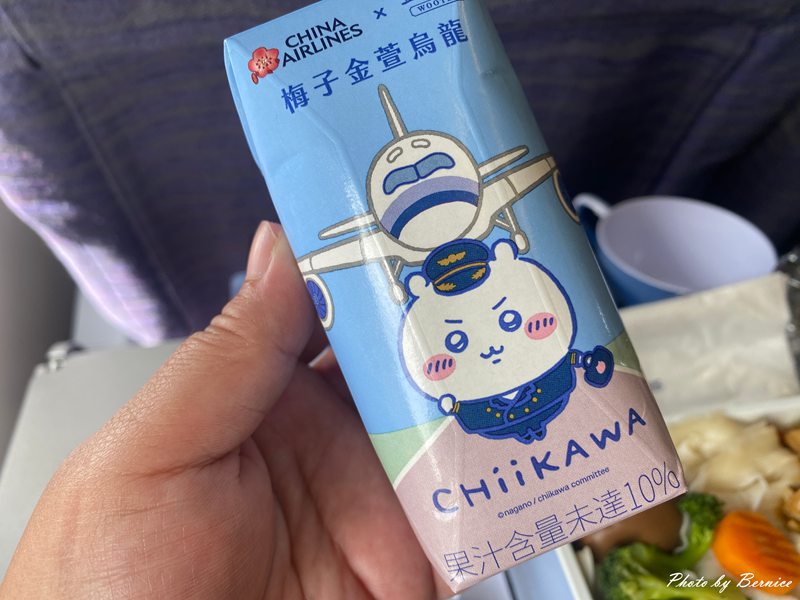 CHINA AIRLINES ×
梅子金萱烏龍
CHiiKAWA
©nagano / chiikawa committee
果汁含量未達10%
Photo by Bernice